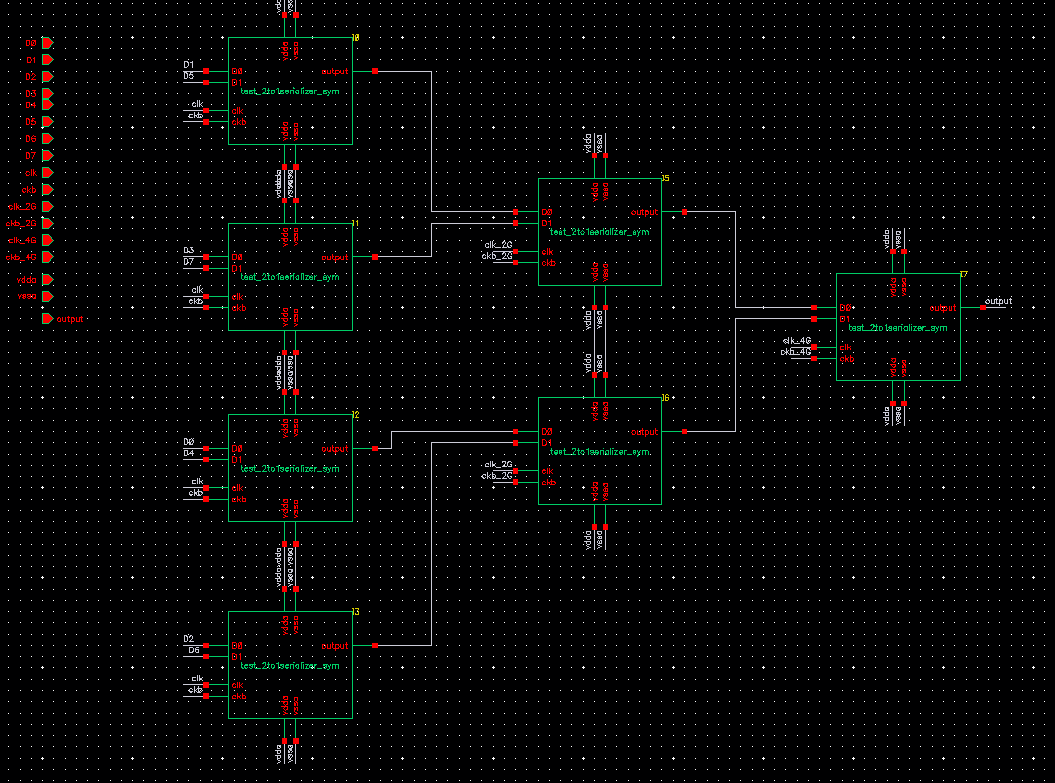 D0
D1
D2
D3
D4
D5
D6
D7
clk
ckb
clk_2G
ckb_2G
clk_4G
ckb_4G
vdda
vssa
output
I0
vdda
vssa
D1
D5
D0
D1
output
test_2to1serializer_sym
clk
ckb
clk
ckb
vdda
vssa
I1
vdda
vssa
D3
D7
D0
D1
output
test_2to1serializer_sym
clk
ckb
clk
ckb
vdda
vssa
I2
vdda
vssa
D0
D4
D0
D1
output
test_2to1serializer_sym
clk
ckb
clk
ckb
vdda
vssa
vdda
vssa
vdda
vssa
I3
vdda
vssa
D2
D6
D0
D1
output
test_2to1serializer_sym
clk
ckb
clk
ckb
vdda
vssa
vdda
vssa
vdda
vssa
I5
vdda
vssa
D0
D1
output
test_2to1serializer_sym
clk_2G
ckb_2G
clk
ckb
vdda
vssa
vdda
vssa
vdda
vssa
I6
vdda
vssa
D0
D1
output
test_2to1serializer_sym
clk_2G
ckb_2G
clk
ckb
vdda
vssa
vdda
vssa
vdda
vssa
I7
vdda
vssa
D0
D1
output
output
test_2to1serializer_sym
clk_4G
ckb_4G
clk
ckb
vdda
vssa
vdda
vssa